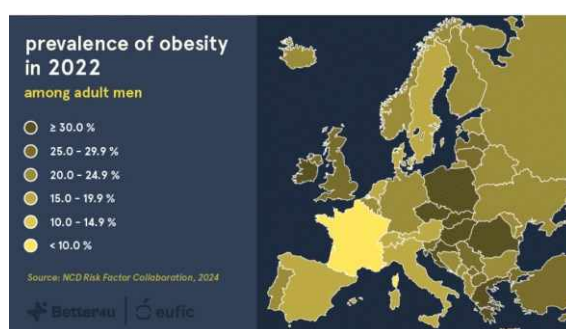 prevalence of obesity
in 2022
among adult men
≥ 30.0 %
25.0 - 29.9 %
20.0 - 24.9 %
15.0 - 19.9 %
10.0 - 14.9 %
< 10.0 %
Source: NCD Risk Factor Collaboration, 2024
Better4U eufic